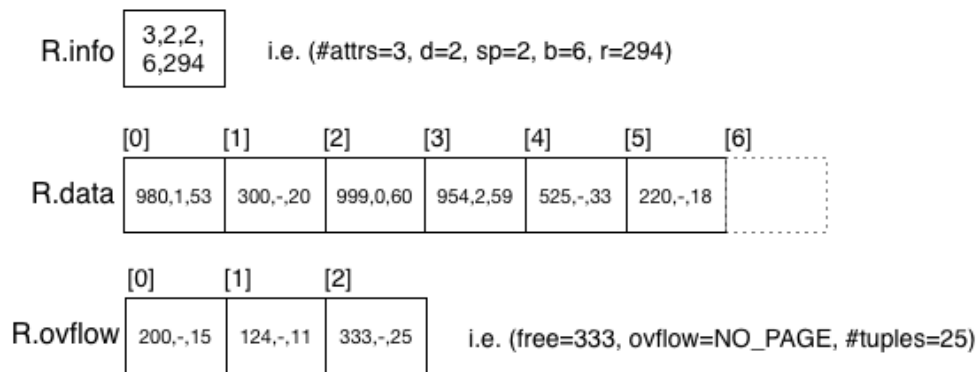 R.info
3,2,2,
6,294
i.e. (#attrs=3, d=2, sp=2, b=6, r=294)
[0] [1] [2] [3] [4] [5] [6]
R.data 980,1,53 300,-,20 999,0,60 954,2,59 525,-,33 220,-,18
[0] [1] [2]
R.ovflow 200,-,15 124,-,11 333,-,25 i.e. (free=333, ovflow=NO_PAGE, #tuples=25)